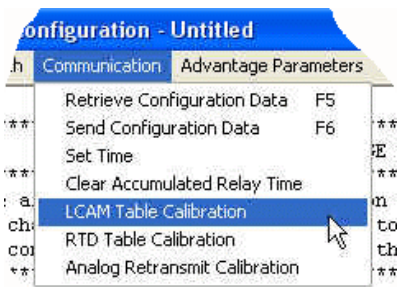 onfiguration - Untitled
h Communication Advantage Parameters
Retrieve Configuration Data F5
Send Configuration Data F6
Set Time
Clear Accumulated Relay Time
LCAM Table Calibration
RTD Table Calibration
Analog Retransmit Calibration